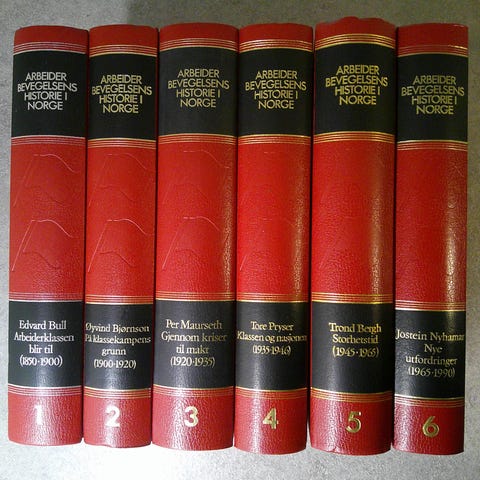 ARBEIDER
BEVEGELSENS
HISTORIE I
NORGE
Edvard Bull
Arbeiderklassen
blir til
(1850-1900)
1
ARBEIDER
BEVEGELSENS
HISTORIE I
NORGE
Øyvind Bjørnson
På klassekampens
grunn
(1900-1920)
2
ARBEIDER
BEVEGELSENS
HISTORIE I
NORGE
Per Maurseth
Gjennom kriser
til makt
(1920-1935)
3
ARBEIDER
BEVEGELSENS
HISTORIE I
NORGE
Tore Pryser
Klassen og nasjonen
(1935-1946)
4
ARBEIDER
BEVEGELSENS
HISTORIE I
NORGE
Trond Bergh
Storhetstid
(1945-1965)
5
ARBEIDER
BEVEGELSENS
HISTORIE I
NORGE
Jostein Nyhamar
Nye
utfordringer
(1965-1990)
6